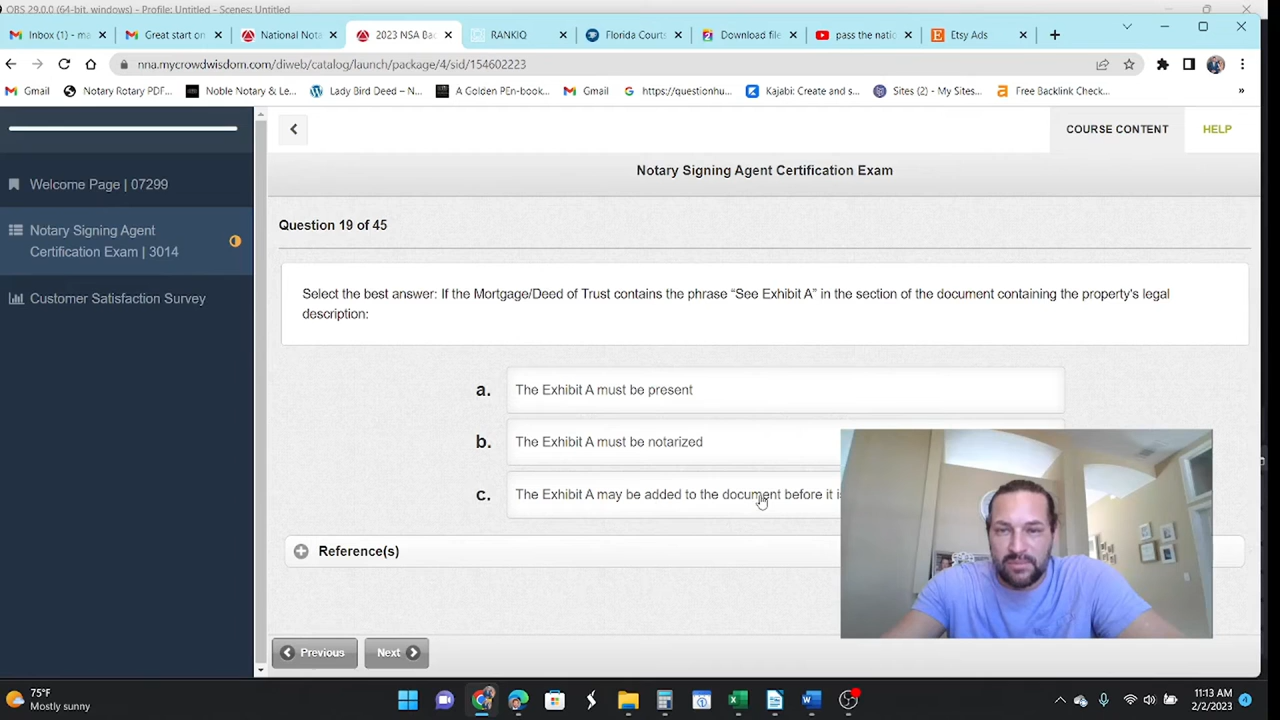 OBS 29.0.0 (64-bit, windows) - Profile: Untitled - Scenes: Untitled
Inbox (1) - ma
Great start on
National Nota
2023 NSA Bac
RANKIQ
Florida Courts
Download file
pass the natio
Etsy Ads
nna.mycrowdwisdom.com/diweb/catalog/launch/package/4/sid/154602223
Gmail
Notary Rotary PDF...
Noble Notary & Le...
Lady Bird Deed – N...
A Golden PEn-book...
Gmail
https://questionhu...
Kajabi: Create and s...
Sites (2) - My Sites...
Free Backlink Check...
»
COURSE CONTENT
HELP
Welcome Page | 07299
Notary Signing Agent
Certification Exam | 3014
Customer Satisfaction Survey
Notary Signing Agent Certification Exam
Question 19 of 45
Select the best answer: If the Mortgage/Deed of Trust contains the phrase “See Exhibit A” in the section of the document containing the property's legal
description:
a. The Exhibit A must be present
b. The Exhibit A must be notarized
c. The Exhibit A may be added to the document before it
Reference(s)
Previous
Next
75°F
Mostly sunny
11:13 AM
2/2/2023